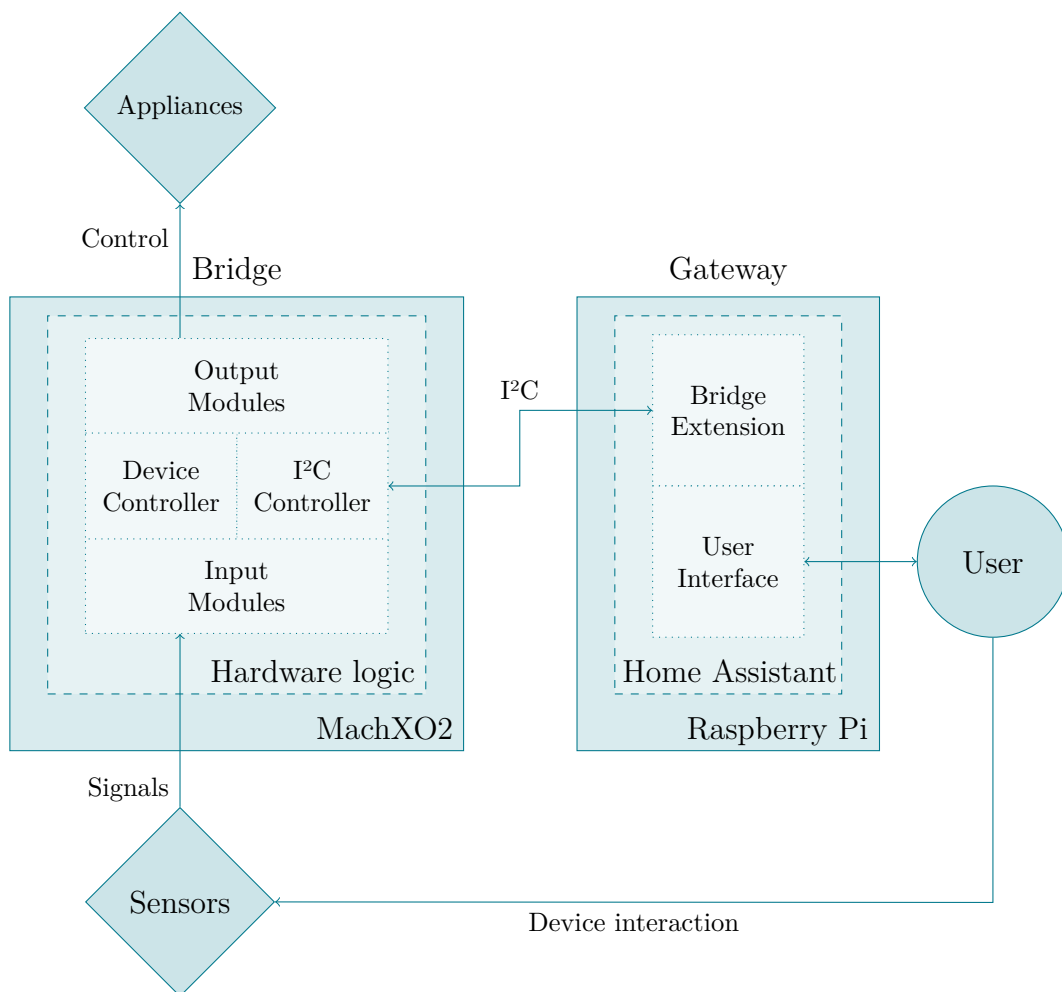 Appliances
Control
Bridge
Gateway
Output
Modules
I²C
Bridge
Extension
Device
Controller
I²C
Controller
Input
Modules
User
Interface
User
Hardware logic
Home Assistant
MachXO2
Raspberry Pi
Signals
Sensors
Device interaction